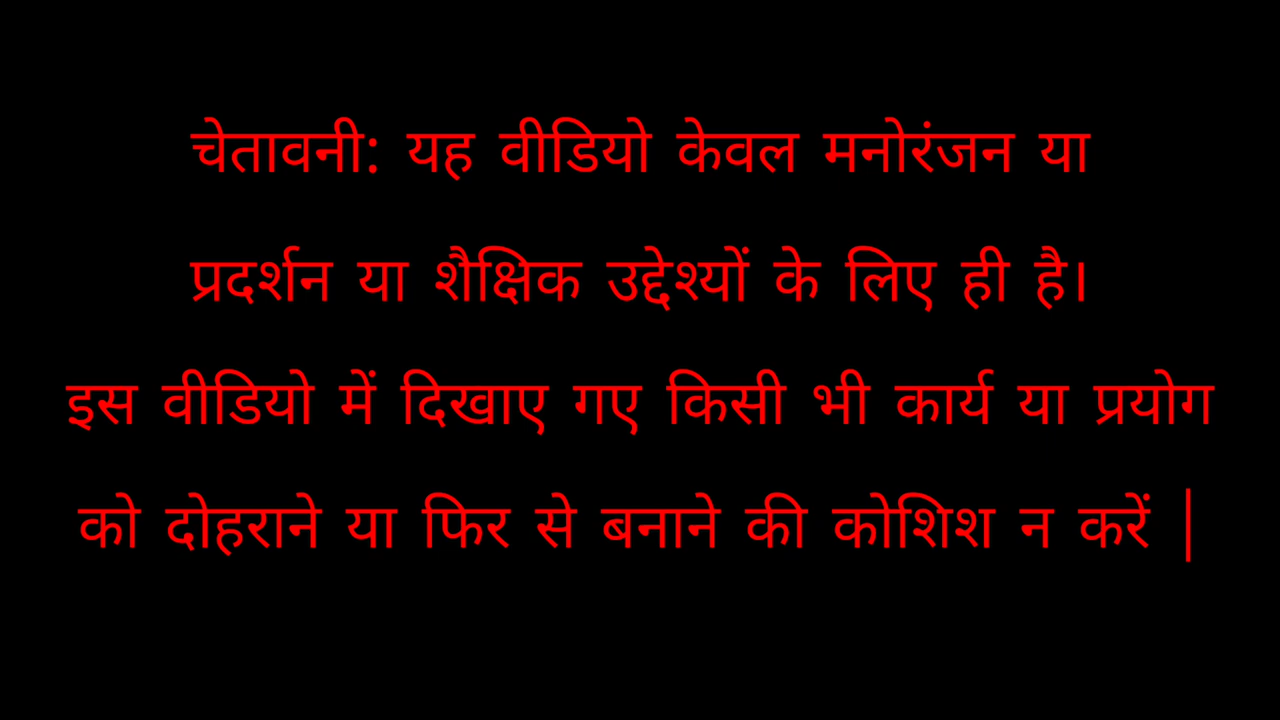 चेतावनी: यह वीडियो केवल मनोरंजन या
प्रदर्शन या शैक्षिक उद्देश्यों के लिए ही है।
इस वीडियो में दिखाए गए किसी भी कार्य या प्रयोग
को दोहराने या फिर से बनाने की कोशिश न करें |